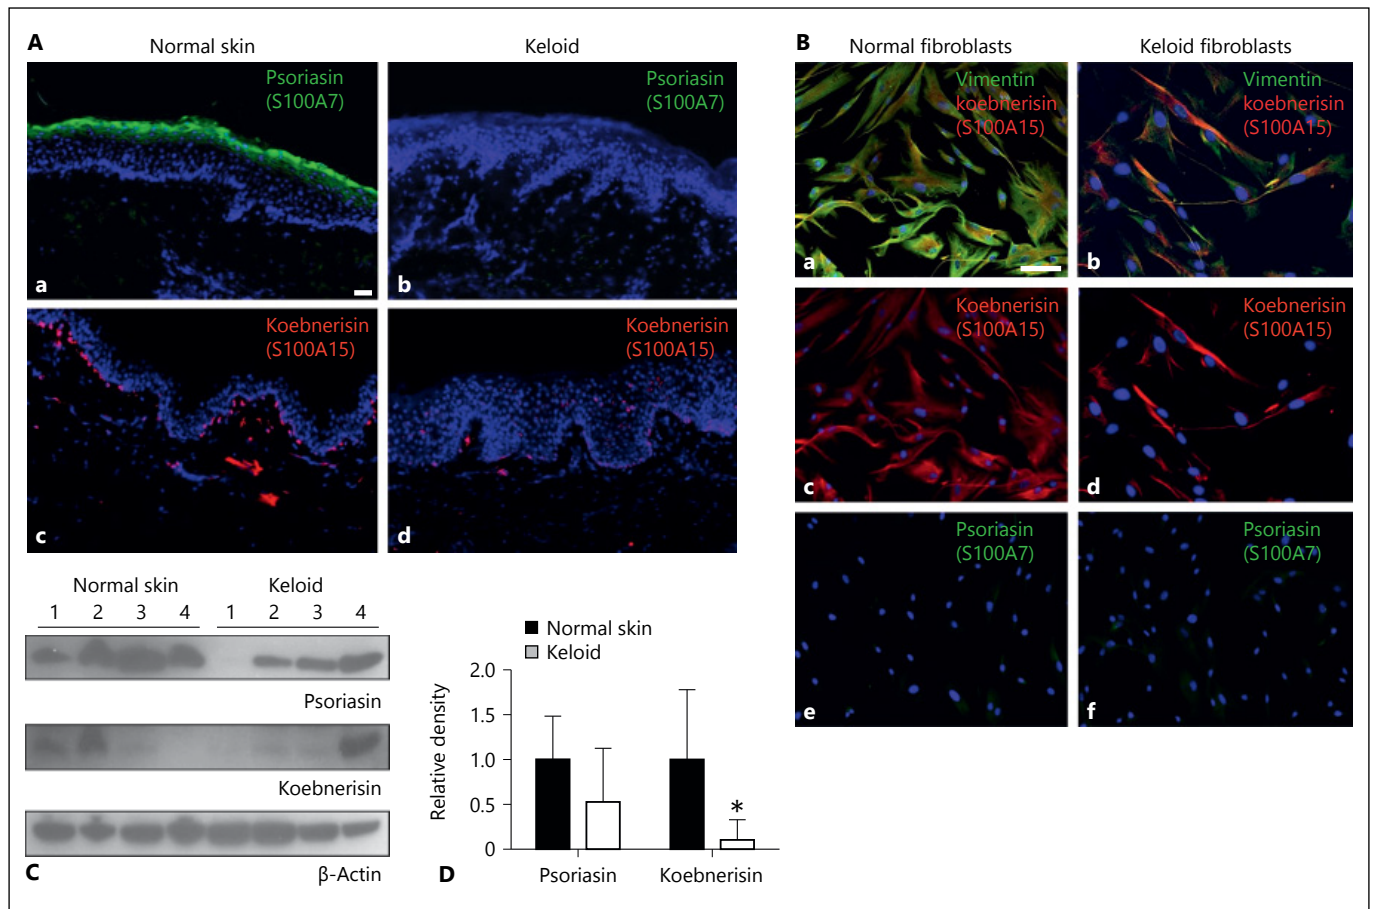 A
Normal skin
Keloid
Psoriasin
(S100A7)
a
Psoriasin
(S100A7)
b
Koebnerisin
(S100A15)
c
Koebnerisin
(S100A15)
d
B
Normal fibroblasts
Keloid fibroblasts
Vimentin
koebnerisin
(S100A15)
a
Vimentin
koebnerisin
(S100A15)
b
Koebnerisin
(S100A15)
c
Koebnerisin
(S100A15)
d
Psoriasin
(S100A7)
e
Psoriasin
(S100A7)
f
Normal skin
Keloid
1 2 3 4 1 2 3 4
Psoriasin
Koebnerisin
β-Actin
C
Normal skin
Keloid
Relative density
2.0
1.5
1.0
0.5
0
*
Psoriasin
Koebnerisin
D